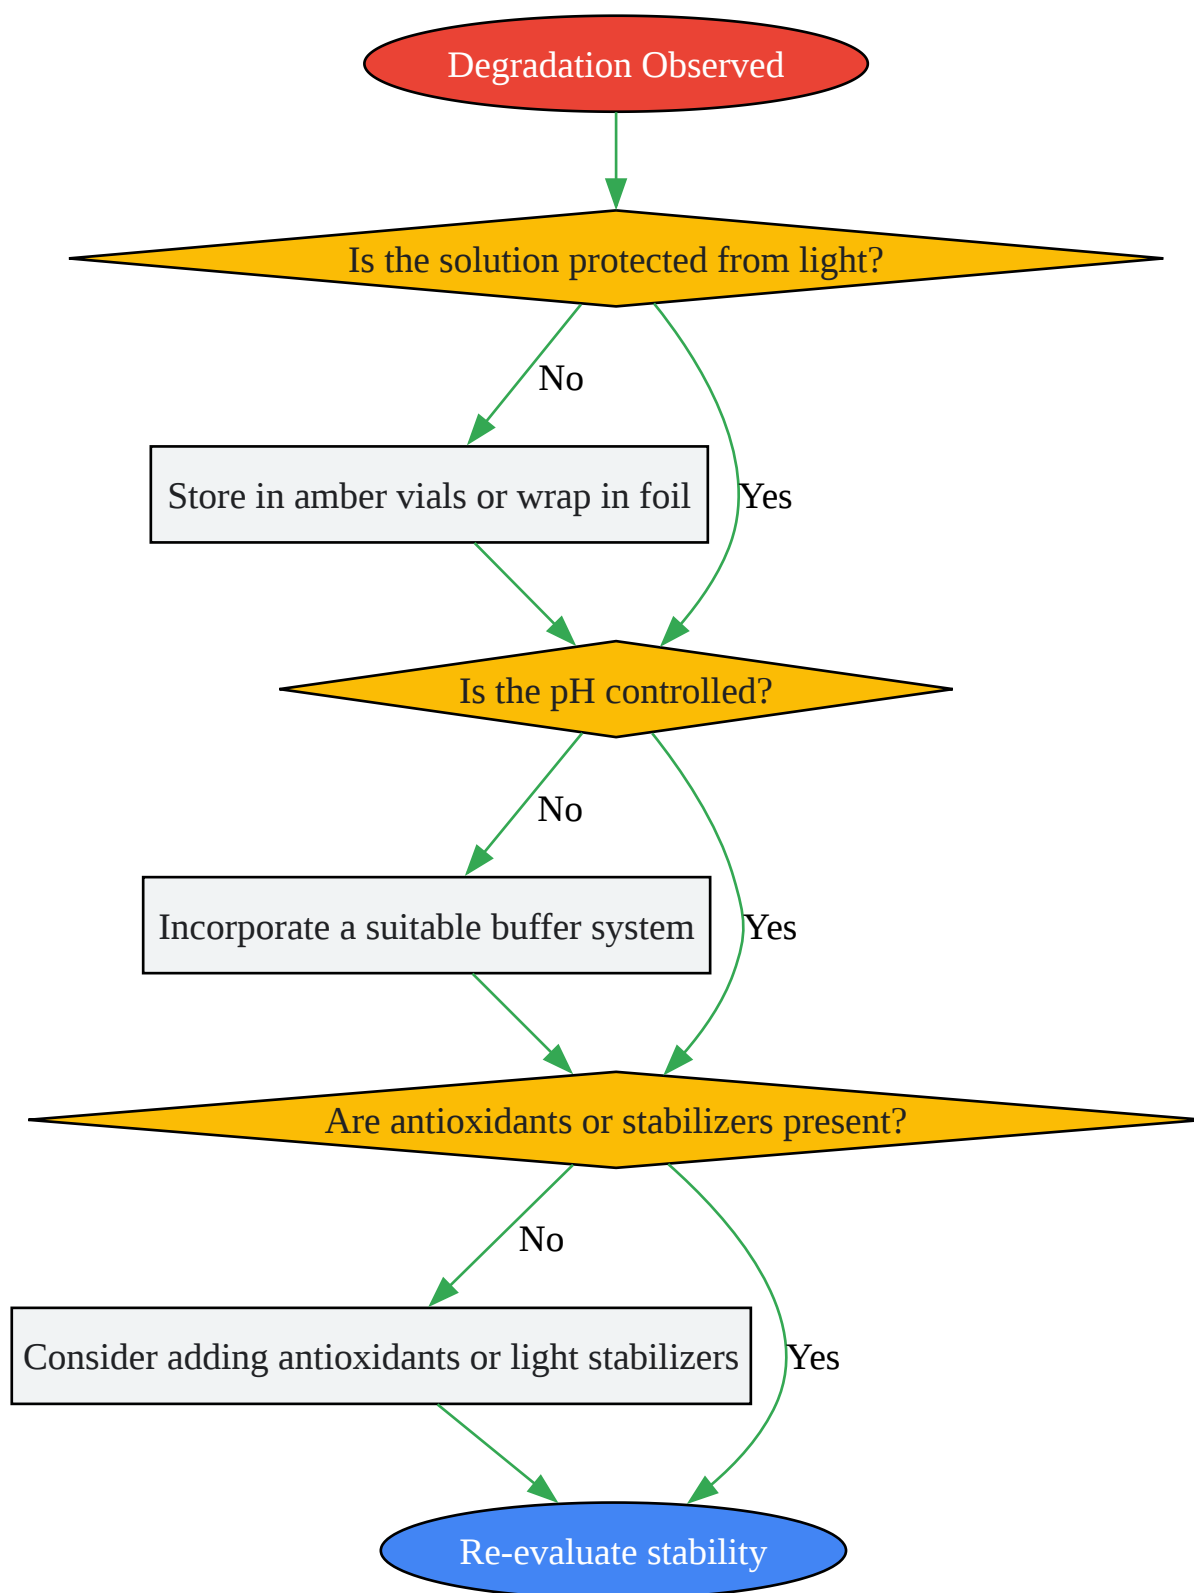 Degradation Observed
Is the solution protected from light?
No
Store in amber vials or wrap in foil
Yes
Is the pH controlled?
No
Incorporate a suitable buffer system
Yes
Are antioxidants or stabilizers present?
No
Consider adding antioxidants or light stabilizers
Yes
Re-evaluate stability